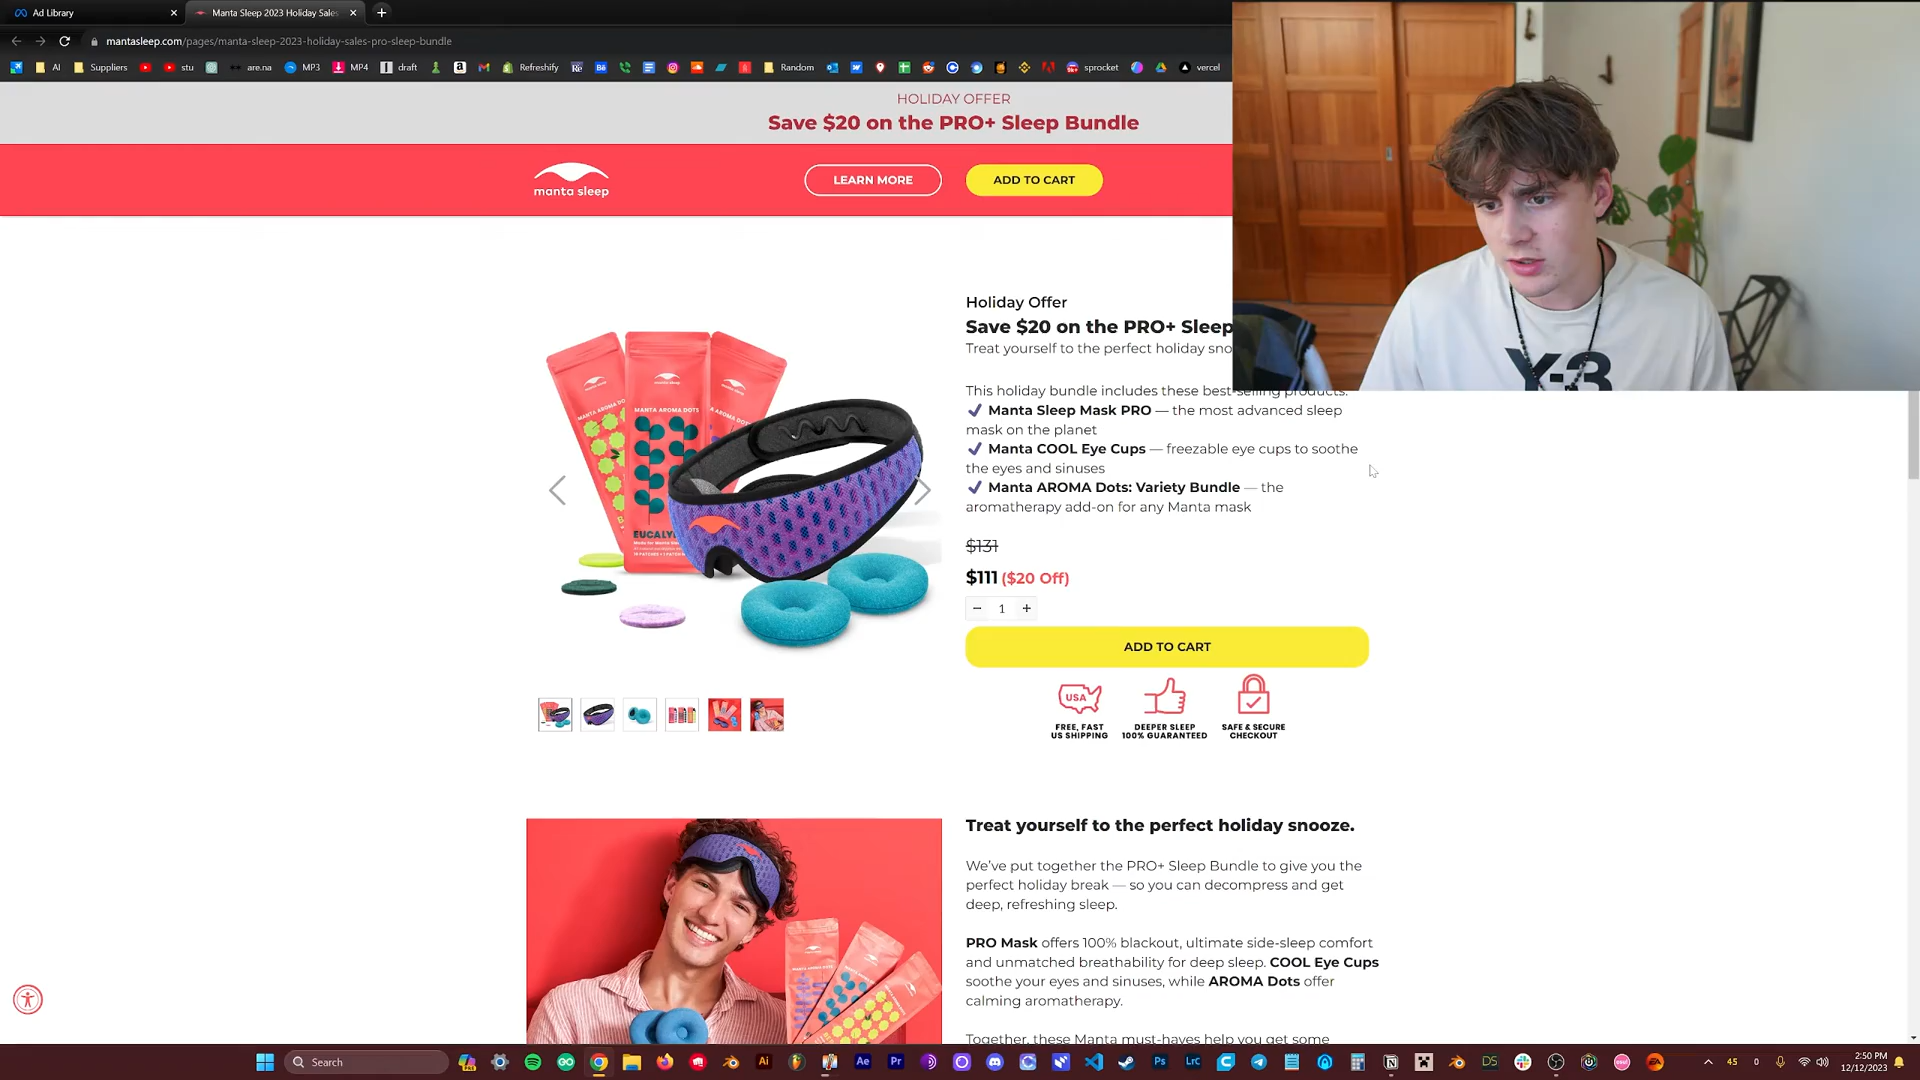 Ad Library
Manta Sleep 2023 Holiday Sales
mantasleep.com/pages/manta-sleep-2023-holiday-sales-pro-sleep-bundle
AI
Suppliers
stu
are.na
MP3
MP4
draft
Refreshify
Random
sprocket
vercel
HOLIDAY OFFER
Save $20 on the PRO+ Sleep Bundle
manta sleep
LEARN MORE
ADD TO CART
Holiday Offer
Save $20 on the PRO+ Sleep
Treat yourself to the perfect holiday sno
This holiday bundle includes these best-selling products:
✓ Manta Sleep Mask PRO — the most advanced sleep
mask on the planet
✓ Manta COOL Eye Cups — freezable eye cups to soothe
the eyes and sinuses
✓ Manta AROMA Dots: Variety Bundle — the
aromatherapy add-on for any Manta mask
$131
$111 ($20 Off)
− 1 +
ADD TO CART
USA
FREE, FAST
US SHIPPING
DEEPER SLEEP
100% GUARANTEED
SAFE & SECURE
CHECKOUT
manta sleep
MANTA AROMA DOTS
EUCALY
Y-3
Treat yourself to the perfect holiday snooze.
We've put together the PRO+ Sleep Bundle to give you the
perfect holiday break — so you can decompress and get
deep, refreshing sleep.
PRO Mask offers 100% blackout, ultimate side-sleep comfort
and unmatched breathability for deep sleep. COOL Eye Cups
soothe your eyes and sinuses, while AROMA Dots offer
calming aromatherapy.
Together, these Manta must-haves help you get some
Search
45
0
2:50 PM
12/12/2023